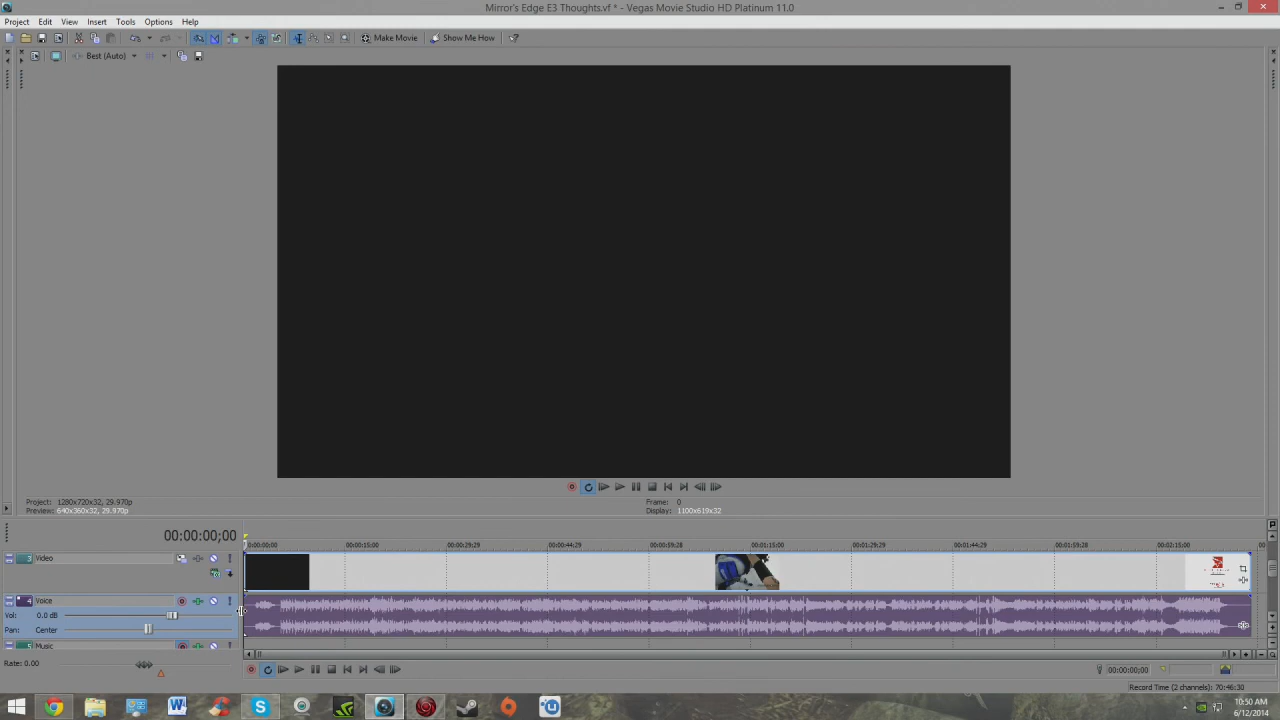 Mirror's Edge E3 Thoughts.vf * - Vegas Movie Studio HD Platinum 11.0
Project Edit View Insert Tools Options Help
Make Movie Show Me How
Best (Auto)
Project: 1280x720x32, 29.970p
Preview: 640x360x32, 29.970p
Frame: 0
Display: 1100x619x32
00:00:00;00
00:00:00 00:00:15:00 00:00:29;29 00:00:44;29 00:00:59;28 00:01:15:00 00:01:29;29 00:01:44;29 00:01:59;28 00:02:15:00 00
Video
Voice
Vol: 0.0 dB
Pan: Center
Music
Rate: 0.00
00:00:00;00
Record Time (2 channels): 70:46:30
10:50 AM
6/12/2014